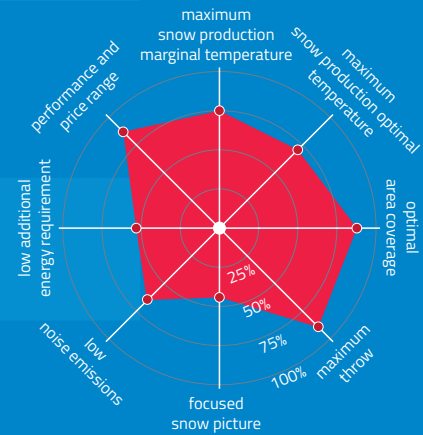 maximum
snow production
marginal temperature
maximum
snow production optimal
temperature
optimal
area coverage
maximum
throw
focused
snow picture
low
noise emissions
low additional
energy requirement
performance and
price range
25%
50%
75%
100%